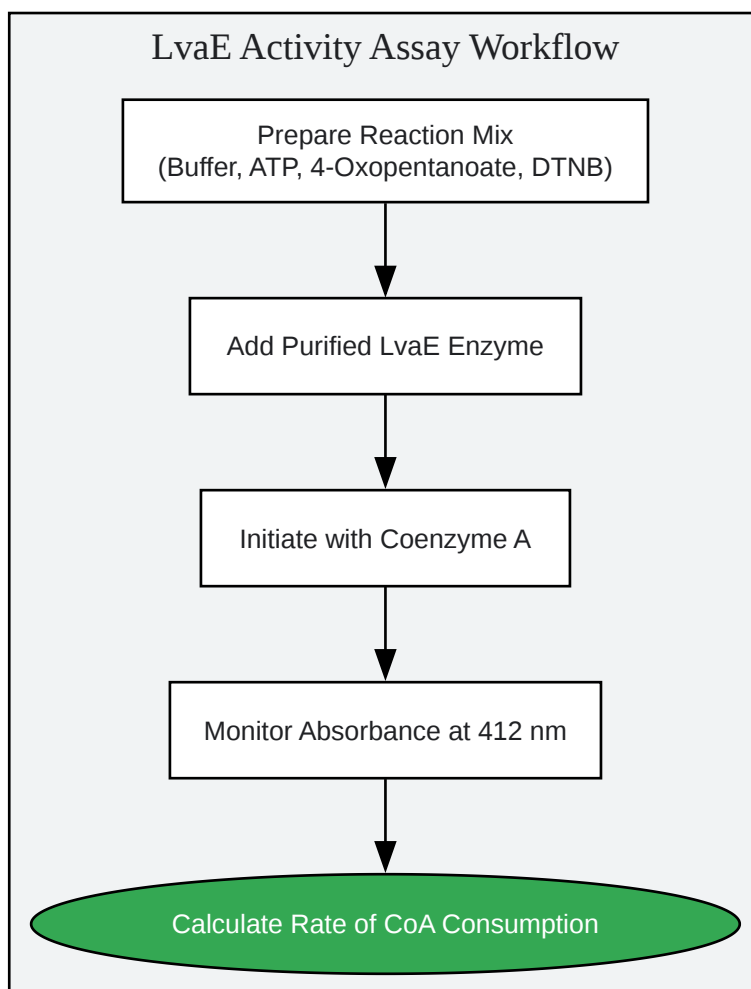 LvaE Activity Assay Workflow
Prepare Reaction Mix
(Buffer, ATP, 4-Oxopentanoate, DTNB)
Add Purified LvaE Enzyme
Initiate with Coenzyme A
Monitor Absorbance at 412 nm
Calculate Rate of CoA Consumption